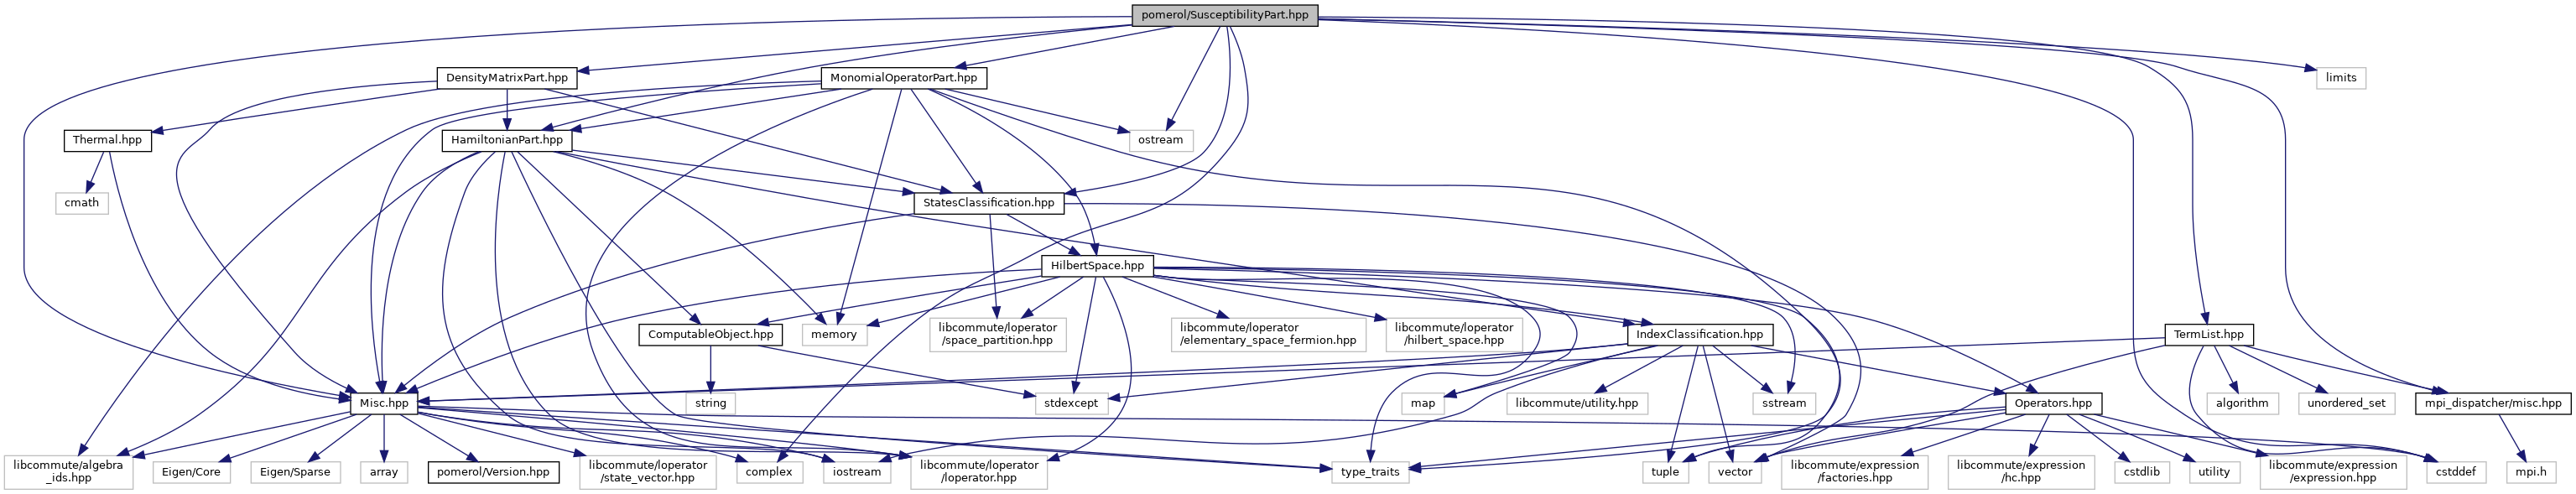 pomerol/SusceptibilityPart.hpp
DensityMatrixPart.hpp
MonomialOperatorPart.hpp
limits
Thermal.hpp
HamiltonianPart.hpp
ostream
cmath
StatesClassification.hpp
HilbertSpace.hpp
ComputableObject.hpp
memory
libcommute/loperator
/space_partition.hpp
libcommute/loperator
/elementary_space_fermion.hpp
libcommute/loperator
/hilbert_space.hpp
IndexClassification.hpp
TermList.hpp
Misc.hpp
string
stdexcept
map
libcommute/utility.hpp
sstream
Operators.hpp
algorithm
unordered_set
mpi_dispatcher/misc.hpp
libcommute/algebra
_ids.hpp
Eigen/Core
Eigen/Sparse
array
pomerol/Version.hpp
libcommute/loperator
/state_vector.hpp
complex
iostream
libcommute/loperator
/loperator.hpp
type_traits
tuple
vector
libcommute/expression
/factories.hpp
libcommute/expression
/hc.hpp
cstdlib
utility
libcommute/expression
/expression.hpp
cstddef
mpi.h